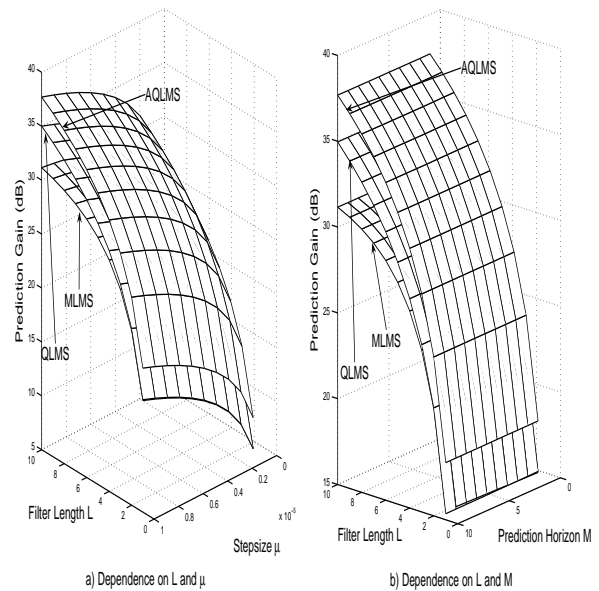 40
35
30
25
20
15
10
5
Prediction Gain (dB)
AQLMS
MLMS
QLMS
10
8
6
4
2
0
Filter Length L
1
0.8
0.6
0.4
0.2
0
x 10⁻⁵
Stepsize μ
a) Dependence on L and μ
40
35
30
25
20
15
Prediction Gain (dB)
AQLMS
MLMS
QLMS
10
8
6
4
2
0
Filter Length L
10
5
0
Prediction Horizon M
b) Dependence on L and M